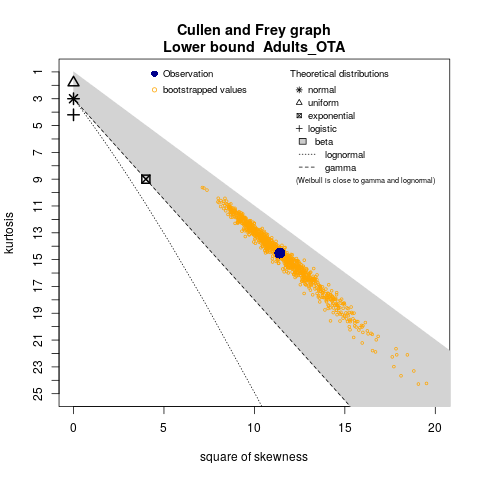 Cullen and Frey graph
Lower bound  Adults_OTA
Observation
bootstrapped values
Theoretical distributions
normal
uniform
exponential
logistic
beta
lognormal
gamma
(Weibull is close to gamma and lognormal)
kurtosis
1
3
5
7
9
11
13
15
17
19
21
23
25
0 5 10 15 20
square of skewness